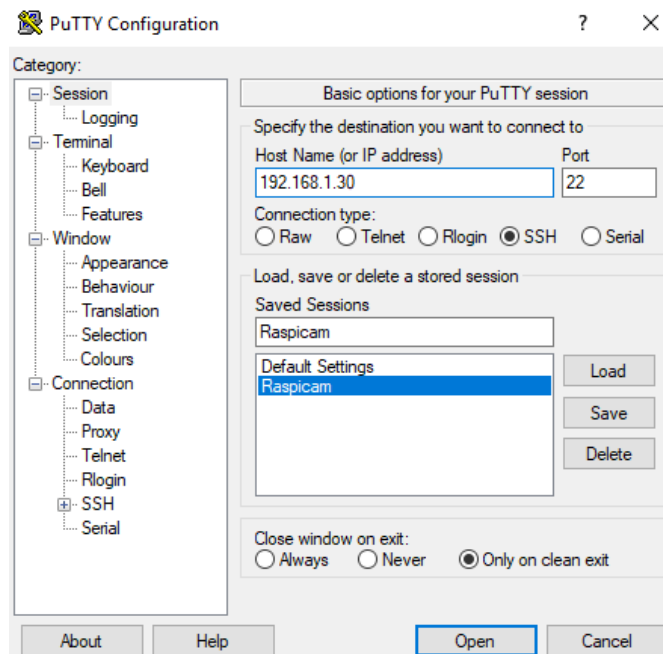 PuTTY Configuration
?
Category:
Session
Logging
Terminal
Keyboard
Bell
Features
Window
Appearance
Behaviour
Translation
Selection
Colours
Connection
Data
Proxy
Telnet
Rlogin
SSH
Serial
Basic options for your PuTTY session
Specify the destination you want to connect to
Host Name (or IP address) Port
192.168.1.30 22
Connection type:
Raw Telnet Rlogin SSH Serial
Load, save or delete a stored session
Saved Sessions
Raspicam
Default Settings
Raspicam
Load
Save
Delete
Close window on exit:
Always Never Only on clean exit
About Help Open Cancel